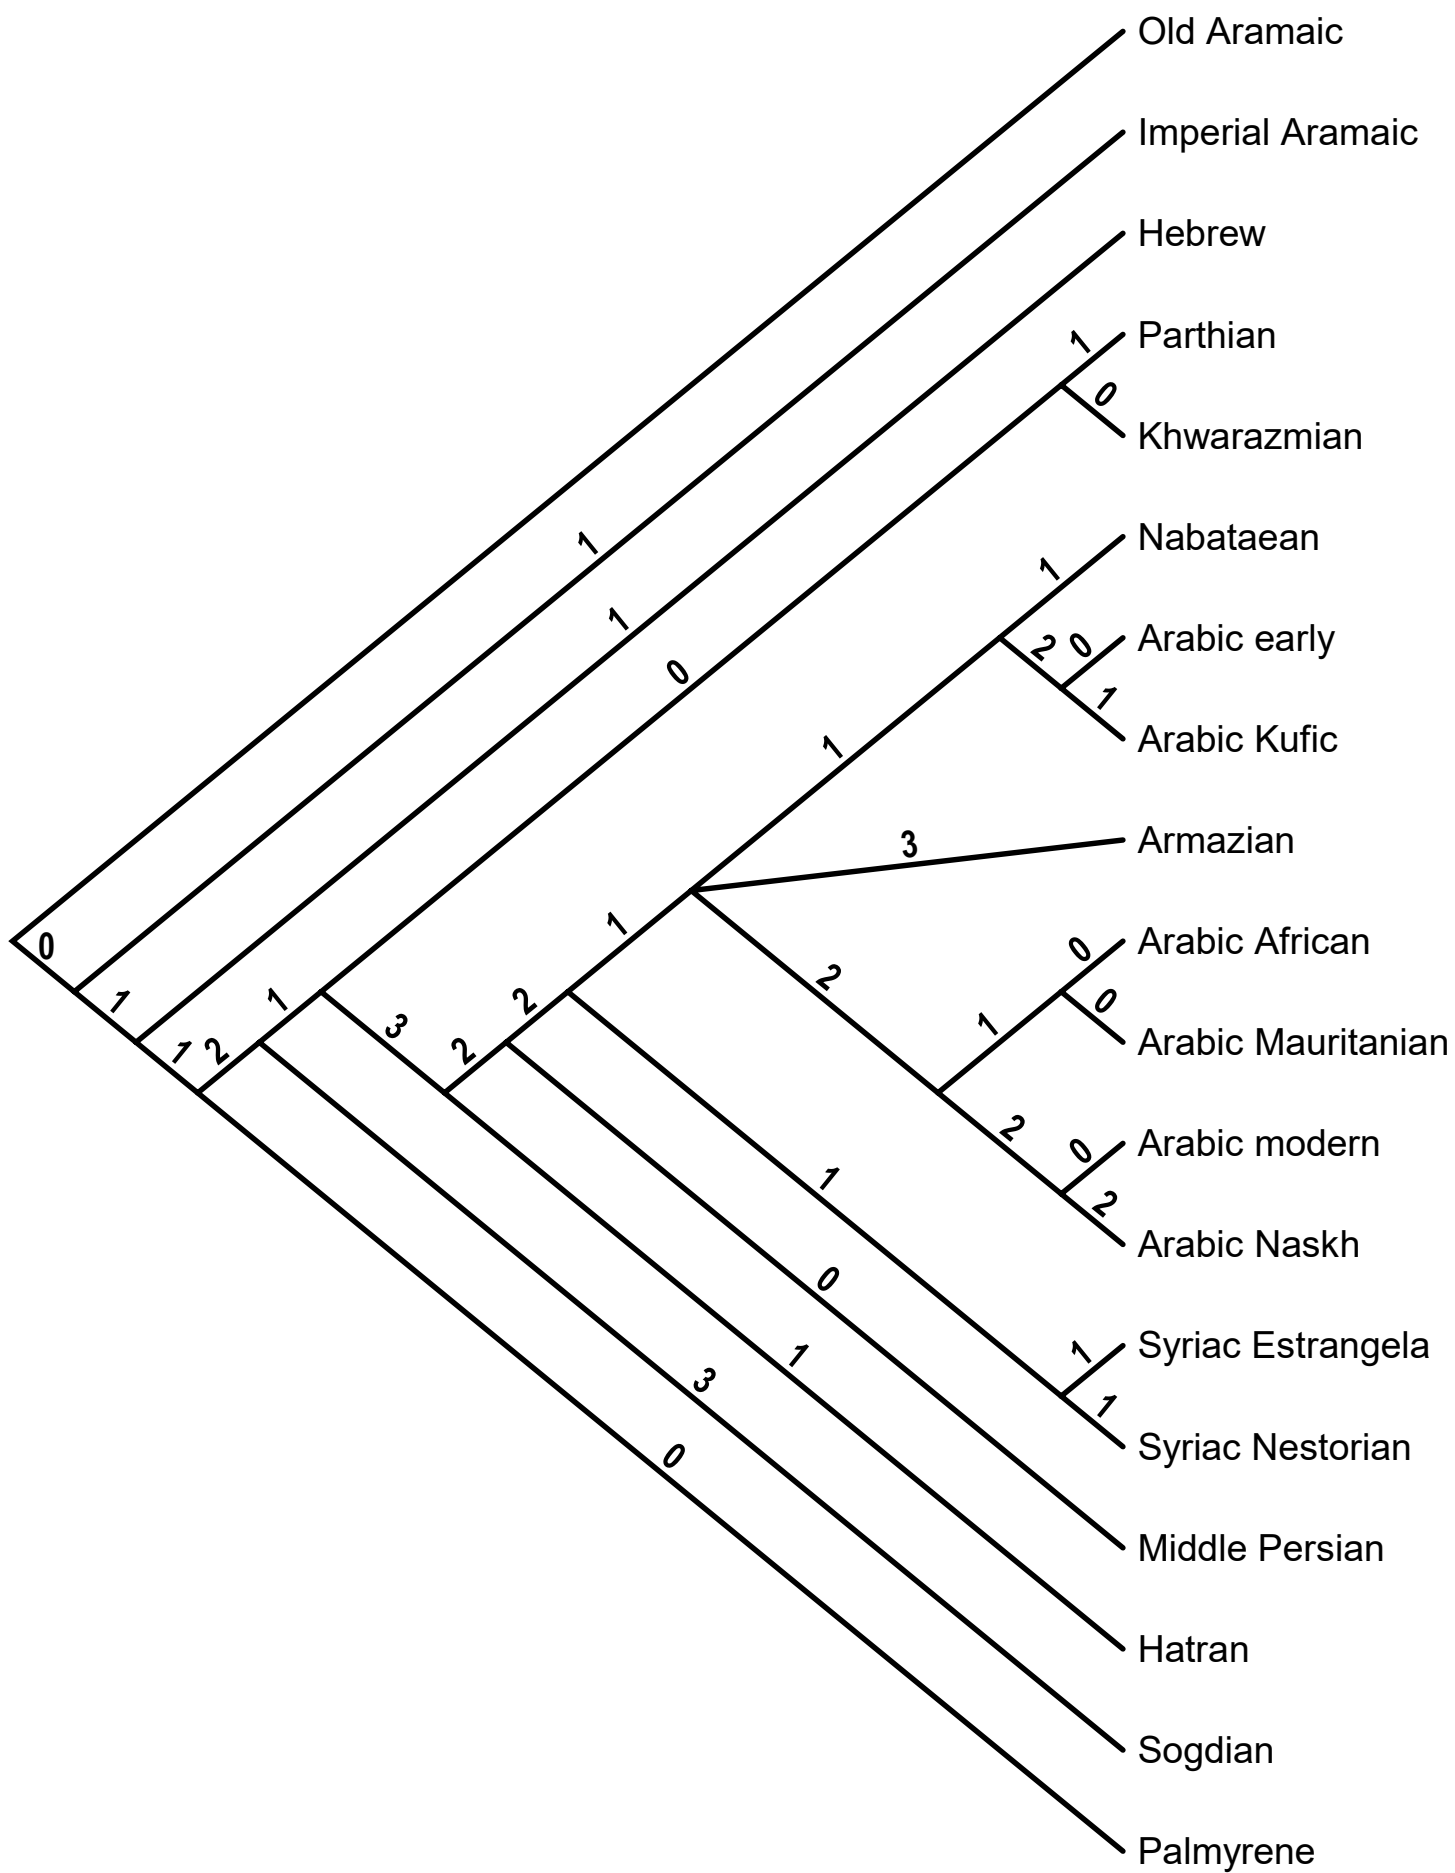 Old Aramaic
Imperial Aramaic
Hebrew
1
Parthian
0
Khwarazmian
1
Nabataean
1
2
0
Arabic early
1
Arabic Kufic
1
0
1
3
Armazian
1
0
Arabic African
0
2
1
2
0
Arabic Mauritanian
1
1
3
2
1
1
2
2
0
Arabic modern
2
Arabic Naskh
1
0
1
Syriac Estrangela
1
1
3
Syriac Nestorian
0
Middle Persian
Hatran
Sogdian
Palmyrene